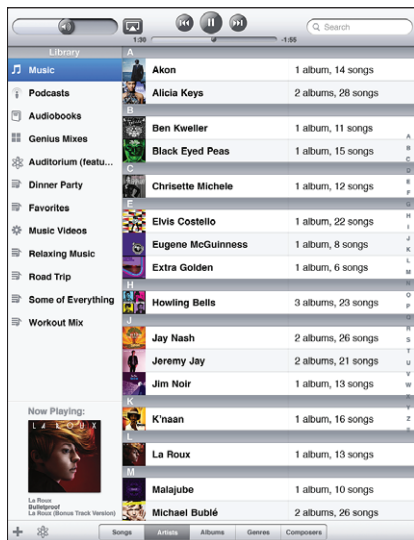 1:30
-1:55
Search
Library
Music
Podcasts
Audiobooks
Genius Mixes
Auditorium (featu...
Dinner Party
Favorites
Music Videos
Relaxing Music
Road Trip
Some of Everything
Workout Mix
Now Playing:
LA ROUX
La Roux
Bulletproof
La Roux (Bonus Track Version)
A
Akon 1 album, 14 songs
Alicia Keys 2 albums, 28 songs
B
Ben Kweller 1 album, 11 songs
Black Eyed Peas 1 album, 15 songs
C
Chrisette Michele 1 album, 12 songs
E
Elvis Costello 1 album, 22 songs
Eugene McGuinness 1 album, 8 songs
Extra Golden 1 album, 6 songs
H
Howling Bells 3 albums, 23 songs
J
Jay Nash 2 albums, 26 songs
Jeremy Jay 2 albums, 21 songs
Jim Noir 1 album, 13 songs
K
K'naan 1 album, 16 songs
L
La Roux 1 album, 13 songs
M
Malajube 1 album, 10 songs
Michael Bublé 2 albums, 26 songs
A
B
C
D
E
F
G
H
I
J
K
L
M
N
O
P
Q
R
S
T
U
V
W
X
Y
Z
#
Songs Artists Albums Genres Composers